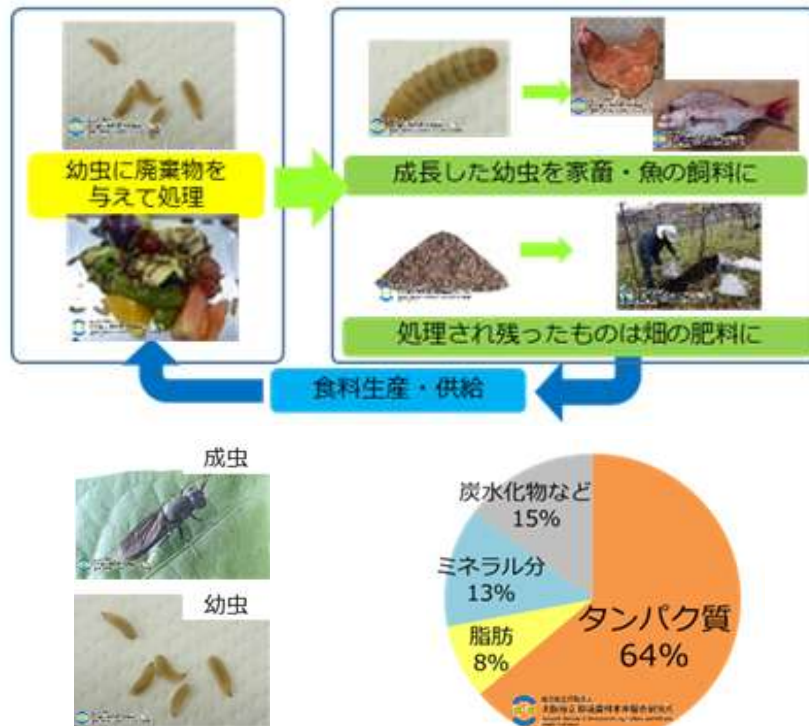 幼虫に廃棄物を
与えて処理
成長した幼虫を家畜・魚の飼料に
処理され残ったものは畑の肥料に
食料生産・供給
成虫
幼虫
炭水化物など
15%
ミネラル分
13%
脂肪
8%
タンパク質
64%